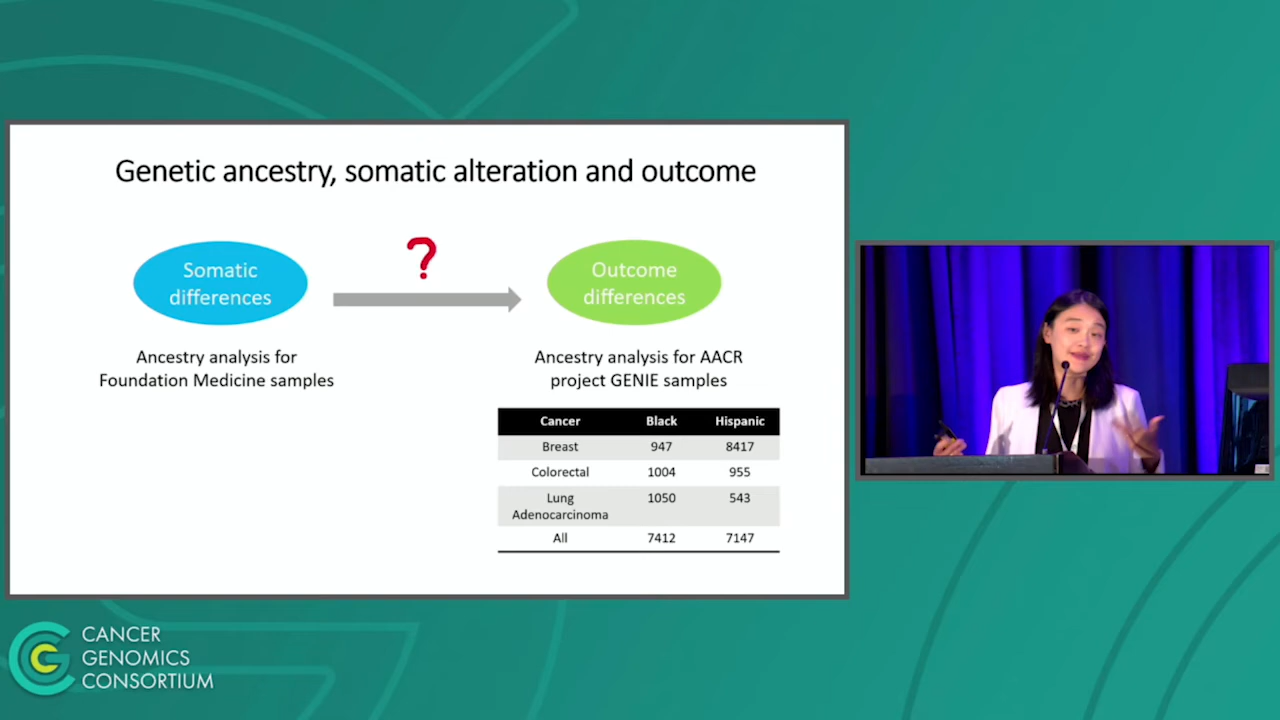 Genetic ancestry, somatic alteration and outcome
?
Somatic
differences
Outcome
differences
Ancestry analysis for
Foundation Medicine samples
Ancestry analysis for AACR
project GENIE samples
Cancer Black Hispanic
Breast 947 8417
Colorectal 1004 955
Lung
Adenocarcinoma 1050 543
All 7412 7147
CANCER
GENOMICS
CONSORTIUM